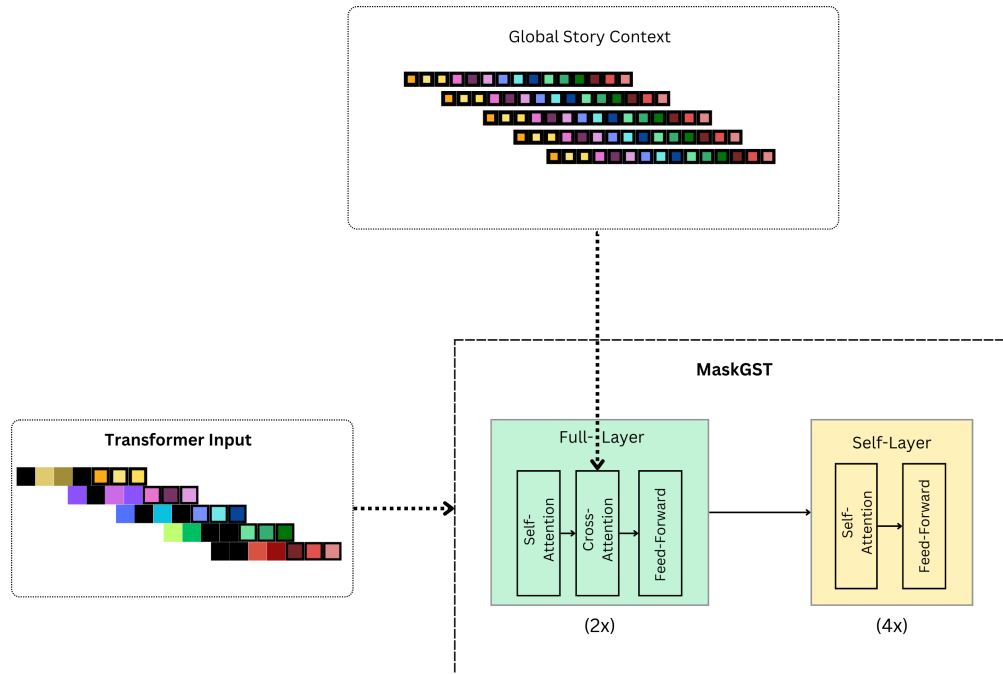 Global Story Context
MaskGST
Transformer Input
Full- Layer
Self-Layer
Self-
Attention
Cross-
Attention
Feed-Forward
Self-
Attention
Feed-Forward
(2x)
(4x)